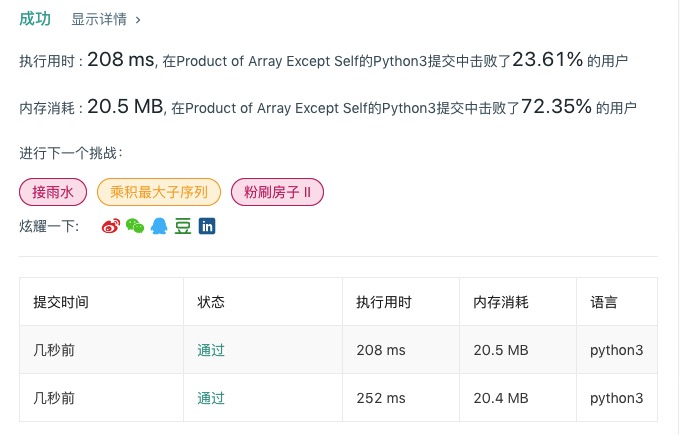 成功 显示详情 ›
执行用时 : 208 ms, 在Product of Array Except Self的Python3提交中击败了23.61% 的用户
内存消耗 : 20.5 MB, 在Product of Array Except Self的Python3提交中击败了72.35% 的用户
进行下一个挑战：
接雨水 乘积最大子序列 粉刷房子 II
炫耀一下: 豆 in
提交时间 状态 执行用时 内存消耗 语言
几秒前 通过 208 ms 20.5 MB python3
几秒前 通过 252 ms 20.4 MB python3